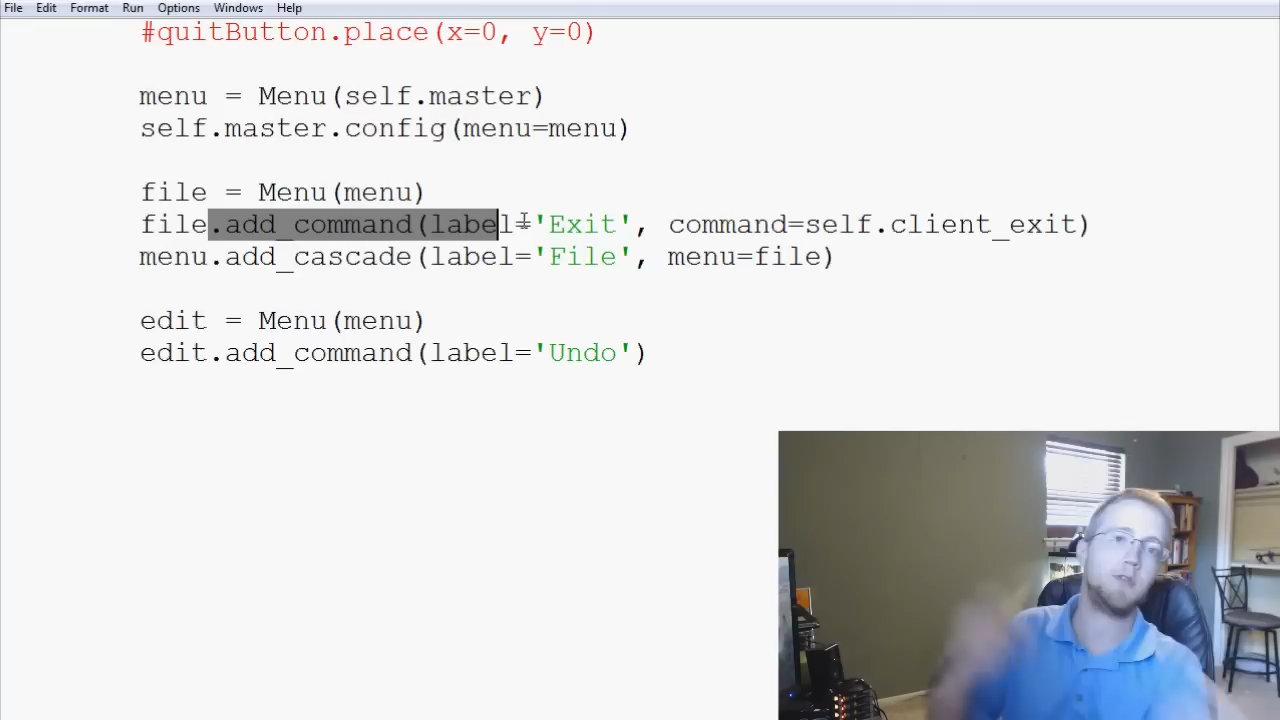 File Edit Format Run Options Windows Help
#quitButton.place(x=0, y=0)
menu = Menu(self.master)
self.master.config(menu=menu)
file = Menu(menu)
file.add_command(label='Exit', command=self.client_exit)
menu.add_cascade(label='File', menu=file)
edit = Menu(menu)
edit.add_command(label='Undo')